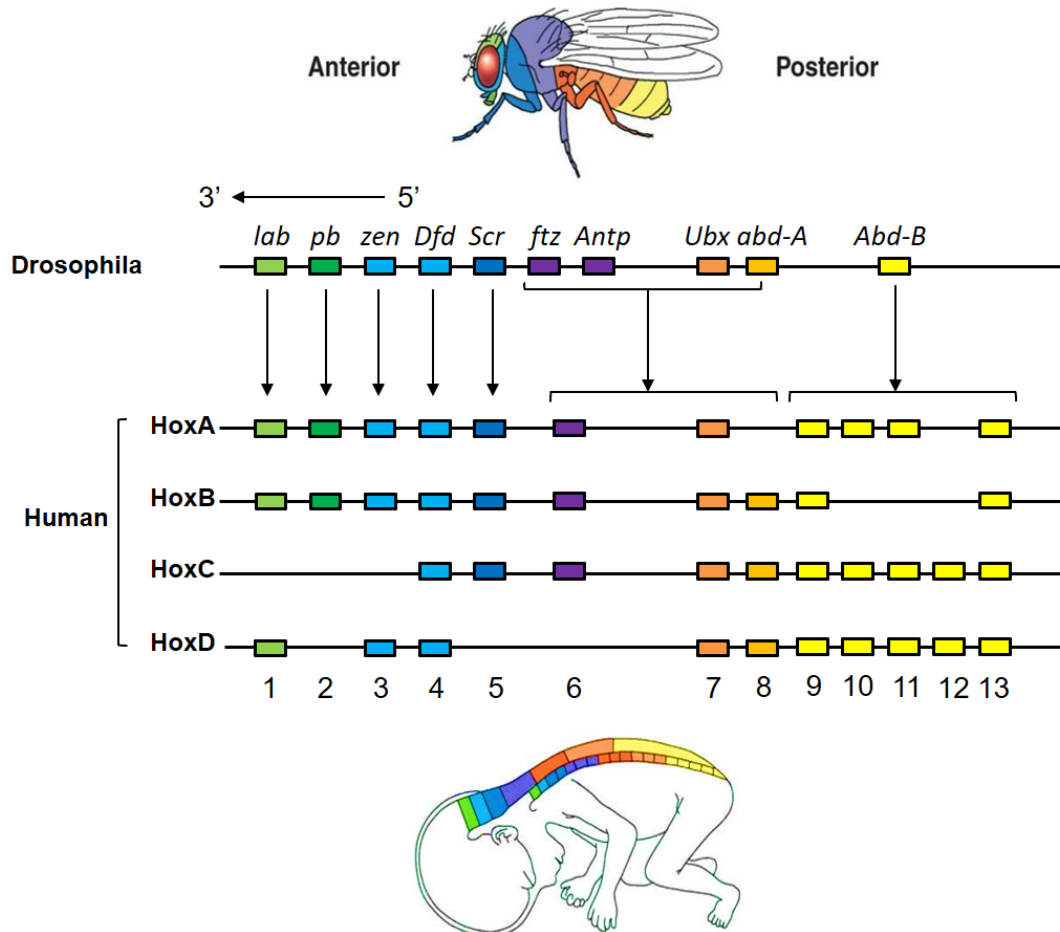 Anterior
Posterior
3’ 5’
lab pb zen Dfd Scr ftz Antp Ubx abd-A Abd-B
Drosophila
HoxA
HoxB
Human
HoxC
HoxD
1 2 3 4 5 6 7 8 9 10 11 12 13